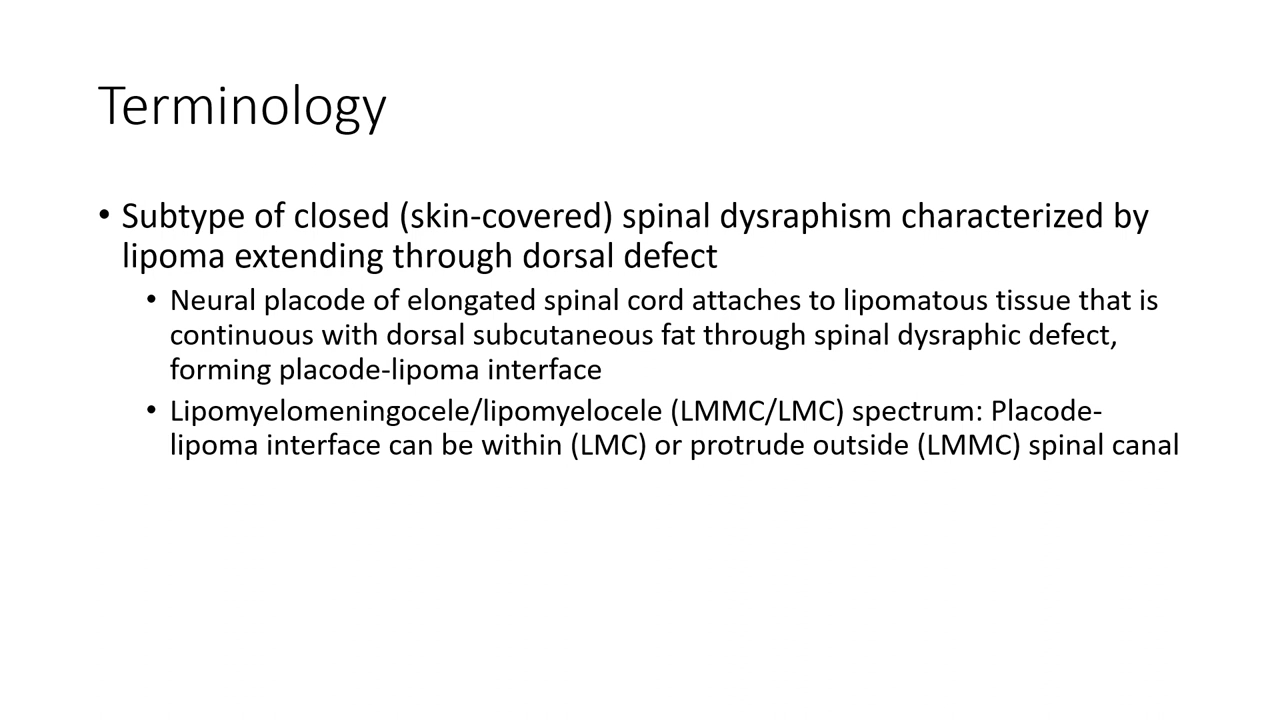 Terminology
• Subtype of closed (skin-covered) spinal dysraphism characterized by
lipoma extending through dorsal defect
• Neural placode of elongated spinal cord attaches to lipomatous tissue that is
continuous with dorsal subcutaneous fat through spinal dysraphic defect,
forming placode-lipoma interface
• Lipomyelomeningocele/lipomyelocele (LMMC/LMC) spectrum: Placode-
lipoma interface can be within (LMC) or protrude outside (LMMC) spinal canal